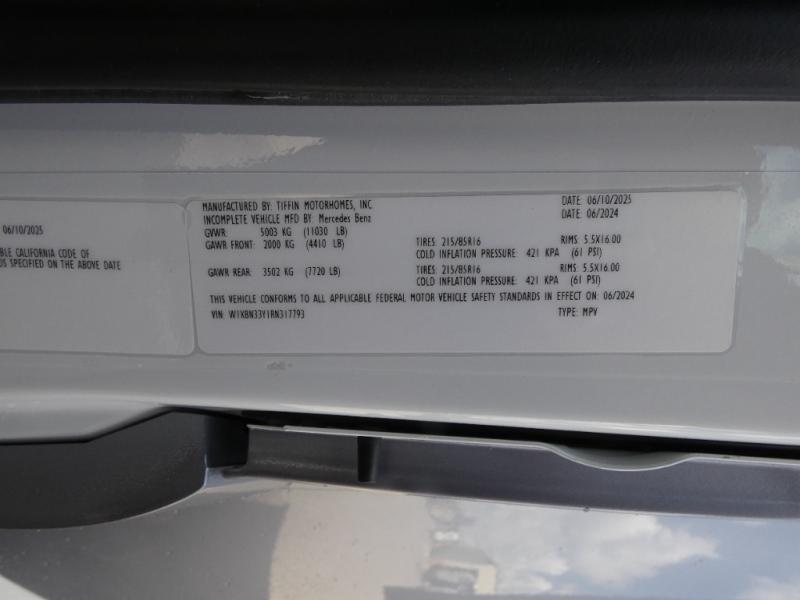 06/10/2025
BLE CALIFORNIA CODE OF
DS SPECIFIED ON THE ABOVE DATE
MANUFACTURED BY: TIFFIN MOTORHOMES, INC. DATE: 06/10/2025
INCOMPLETE VEHICLE MFD BY: Mercedes Benz DATE: 06/2024
GVWR: 5003 KG (11030 LB)
GAWR FRONT: 2000 KG (4410 LB) TIRES: 215/85R16 RIMS: 5.5X16.00
COLD INFLATION PRESSURE: 421 KPA (61 PSI)
GAWR REAR: 3502 KG (7720 LB) TIRES: 215/85R16 RIMS: 5.5X16.00
COLD INFLATION PRESSURE: 421 KPA (61 PSI)
THIS VEHICLE CONFORMS TO ALL APPLICABLE FEDERAL MOTOR VEHICLE SAFETY STANDARDS IN EFFECT ON: 06/2024
VIN: W1X8N33Y1RN317793 TYPE: MPV